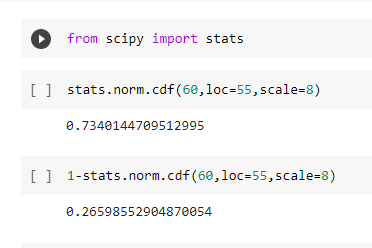 from scipy import stats
[ ] stats.norm.cdf(60,loc=55,scale=8)
0.7340144709512995
[ ] 1-stats.norm.cdf(60,loc=55,scale=8)
0.26598552904870054